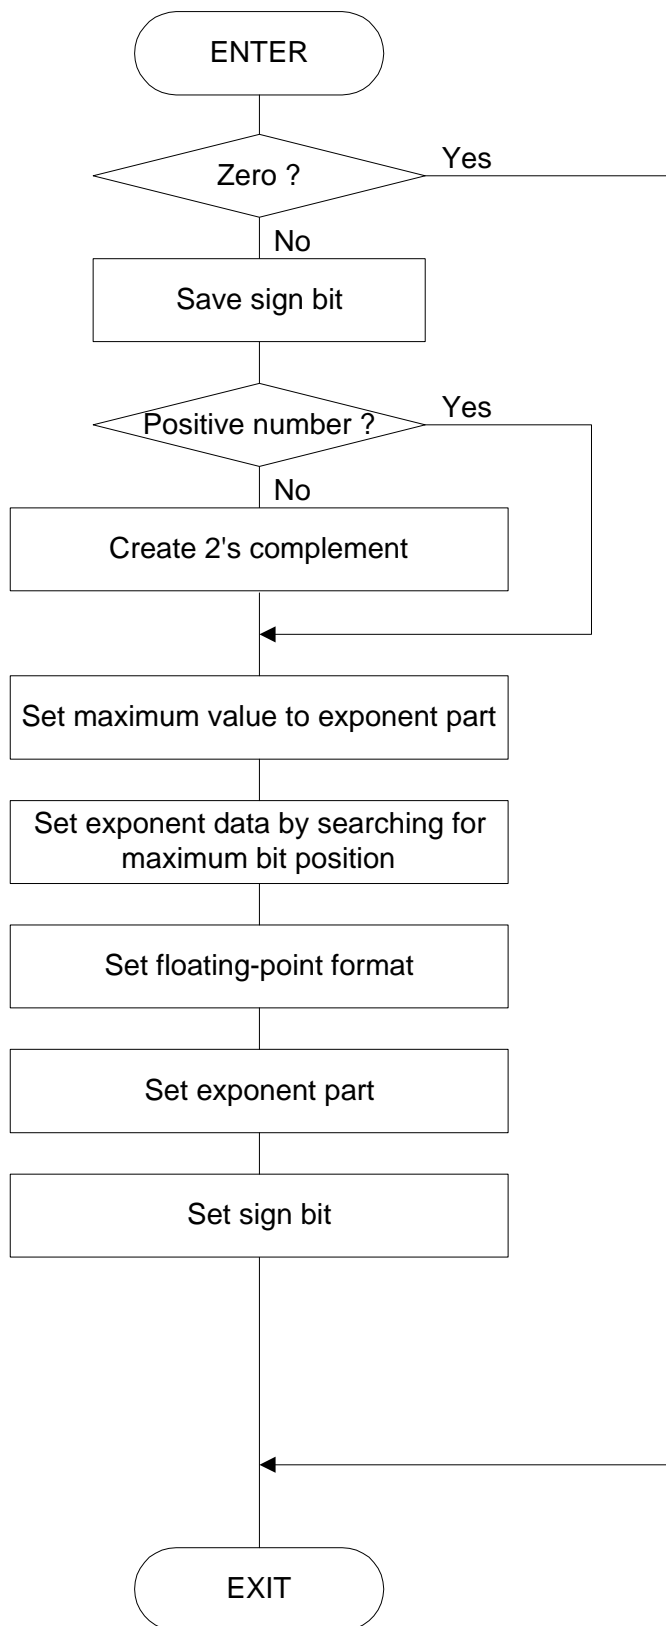 ENTER
Zero ?
Yes
No
Save sign bit
Positive number ?
Yes
No
Create 2's complement
Set maximum value to exponent part
Set exponent data by searching for
maximum bit position
Set floating-point format
Set exponent part
Set sign bit
EXIT